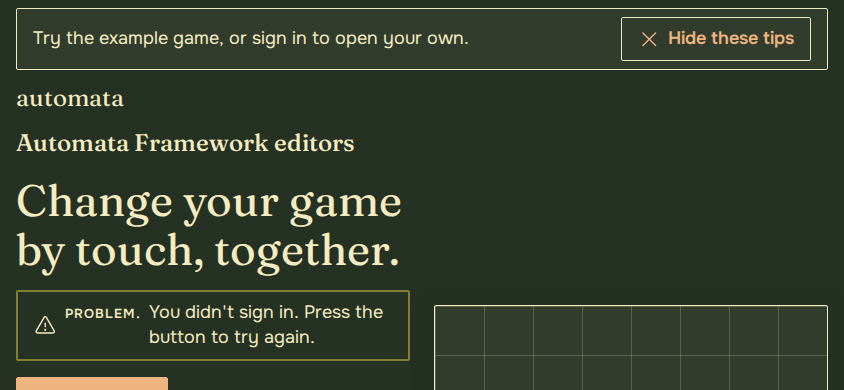 Try the example game, or sign in to open your own.
Hide these tips
automata
Automata Framework editors
Change your game
by touch, together.
PROBLEM. You didn't sign in. Press the
button to try again.